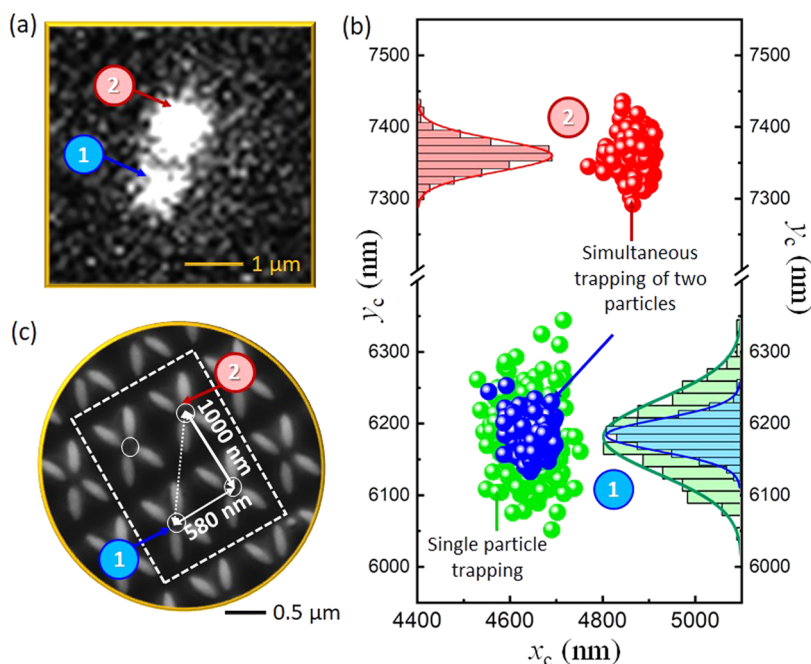 (a)
2
1
1 μm
(b)
7500
7400
7300
6300
6200
6100
6000
y_c (nm)
2
Simultaneous
trapping of two
particles
1
Single particle
trapping
7500
7400
7300
6300
6200
6100
6000
y_c (nm)
4400
4600
4800
5000
x_c (nm)
(c)
2
1000 nm
580 nm
1
0.5 μm